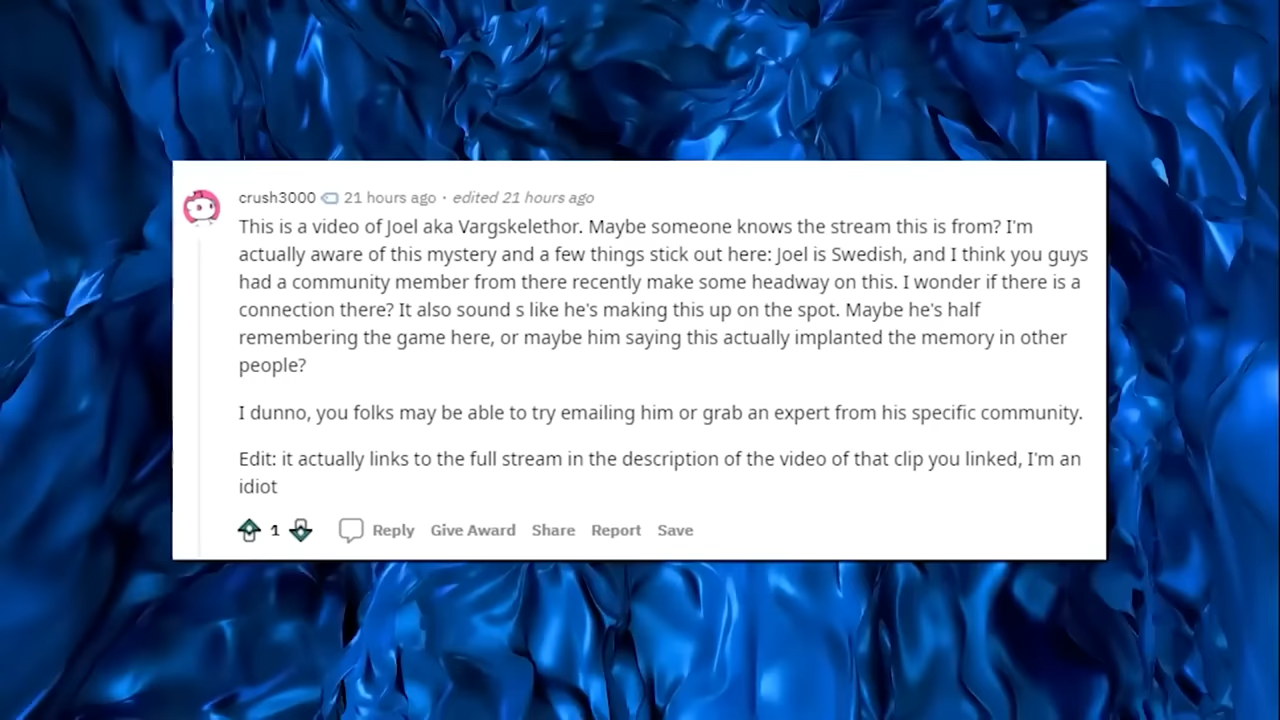 crush3000 21 hours ago · edited 21 hours ago
This is a video of Joel aka Vargskelethor. Maybe someone knows the stream this is from? I'm
actually aware of this mystery and a few things stick out here: Joel is Swedish, and I think you guys
had a community member from there recently make some headway on this. I wonder if there is a
connection there? It also sound s like he's making this up on the spot. Maybe he's half
remembering the game here, or maybe him saying this actually implanted the memory in other
people?
I dunno, you folks may be able to try emailing him or grab an expert from his specific community.
Edit: it actually links to the full stream in the description of the video of that clip you linked, I'm an
idiot
1 Reply Give Award Share Report Save